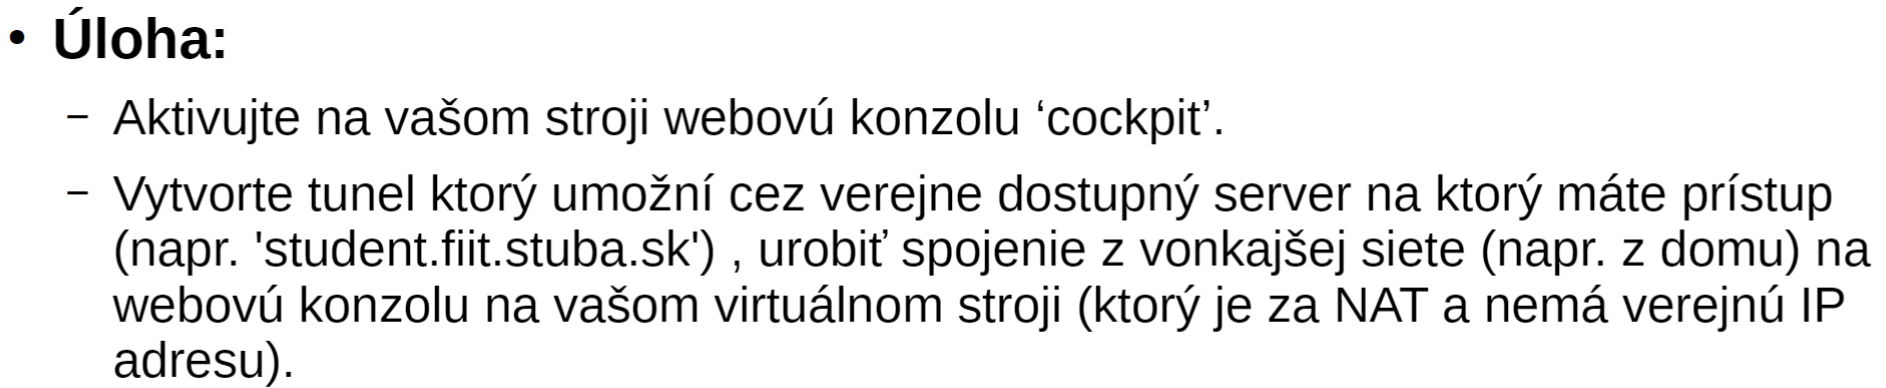 • Úloha:
– Aktivujte na vašom stroji webovú konzolu ‘cockpit’.
– Vytvorte tunel ktorý umožní cez verejne dostupný server na ktorý máte prístup
(napr. 'student.fiit.stuba.sk') , urobiť spojenie z vonkajšej siete (napr. z domu) na
webovú konzolu na vašom virtuálnom stroji (ktorý je za NAT a nemá verejnú IP
adresu).